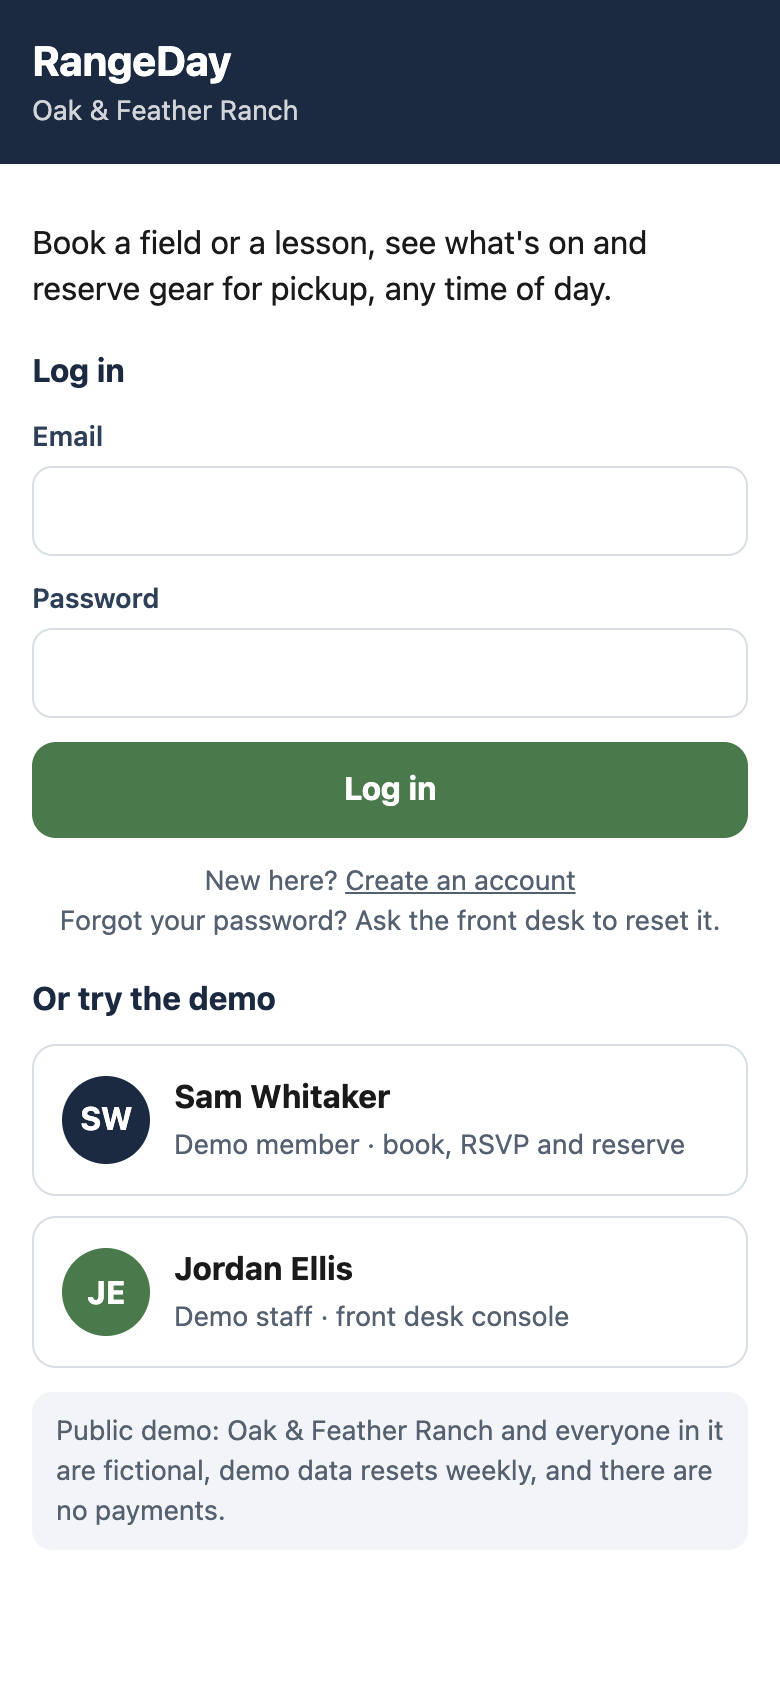 RangeDay
Oak & Feather Ranch
Book a field or a lesson, see what's on and
reserve gear for pickup, any time of day.
Log in
Email
Password
Log in
New here? Create an account
Forgot your password? Ask the front desk to reset it.
Or try the demo
SW
Sam Whitaker
Demo member · book, RSVP and reserve
JE
Jordan Ellis
Demo staff · front desk console
Public demo: Oak & Feather Ranch and everyone in it
are fictional, demo data resets weekly, and there are
no payments.